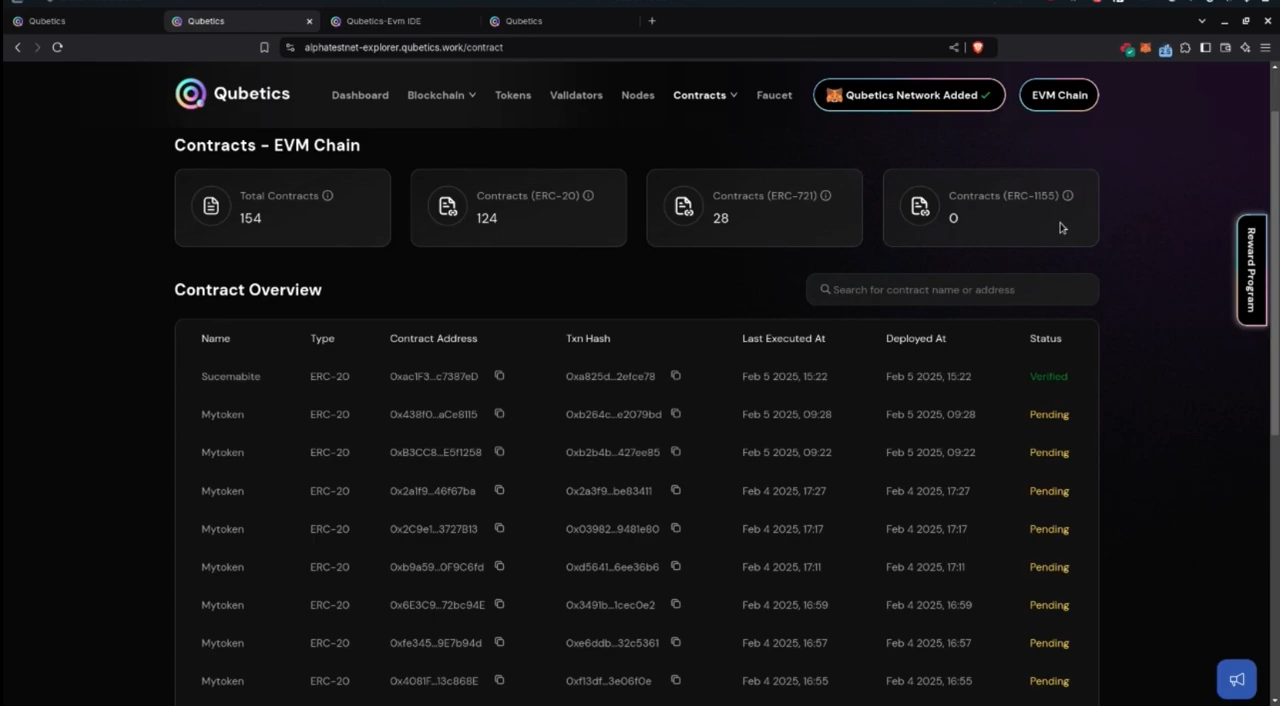 Qubetics Qubetics Qubetics-Evm IDE Qubetics
alphatestnet-explorer.qubetics.work/contract
Qubetics Dashboard Blockchain Tokens Validators Nodes Contracts Faucet Qubetics Network Added EVM Chain
Contracts - EVM Chain
Total Contracts Contracts (ERC-20) Contracts (ERC-721) Contracts (ERC-1155)
154 124 28 0
Reward Program
Contract Overview Search for contract name or address
Name Type Contract Address Txn Hash Last Executed At Deployed At Status
Sucemabite ERC-20 0xac1F3...c7387eD 0xa825d...2efce78 Feb 5 2025, 15:22 Feb 5 2025, 15:22 Verified
Mytoken ERC-20 0x438f0...aCe8115 0xb264c...e2079bd Feb 5 2025, 09:28 Feb 5 2025, 09:28 Pending
Mytoken ERC-20 0xB3CC8...E5f1258 0xb2b4b...427ee85 Feb 5 2025, 09:22 Feb 5 2025, 09:22 Pending
Mytoken ERC-20 0x2a1f9...46f67ba 0x2a3f9...be83411 Feb 4 2025, 17:27 Feb 4 2025, 17:27 Pending
Mytoken ERC-20 0x2C9e1...3727B13 0x03982...9481e80 Feb 4 2025, 17:17 Feb 4 2025, 17:17 Pending
Mytoken ERC-20 0xb9a59...0F9C6fd 0xd5641...6ee36b6 Feb 4 2025, 17:11 Feb 4 2025, 17:11 Pending
Mytoken ERC-20 0x6E3C9...72bc94E 0x3491b...1cec0e2 Feb 4 2025, 16:59 Feb 4 2025, 16:59 Pending
Mytoken ERC-20 0xfe345...9E7b94d 0xe6ddb...32c5361 Feb 4 2025, 16:57 Feb 4 2025, 16:57 Pending
Mytoken ERC-20 0x4081F...13c868E 0xf13df...3e06f0e Feb 4 2025, 16:55 Feb 4 2025, 16:55 Pending